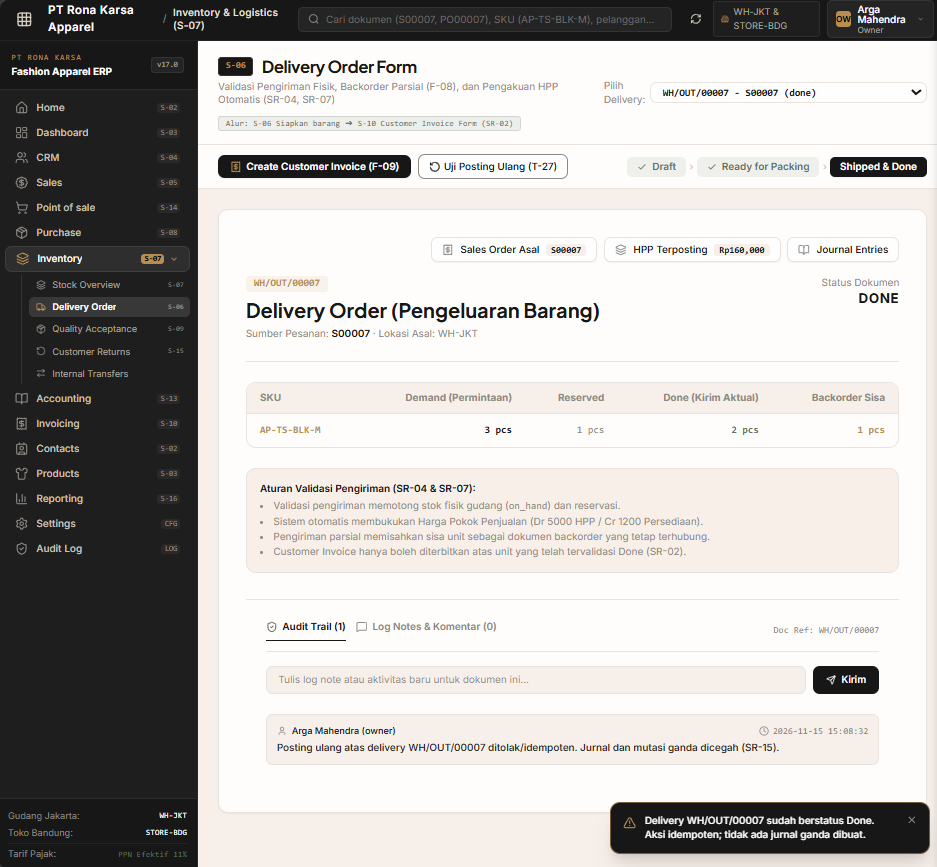 PT Rona Karsa Apparel
/
Inventory & Logistics (S-07)
Cari dokumen (S00007, PO00007), SKU (AP-TS-BLK-M), pelanggan...
WH-JKT & STORE-BDG
OW
Arga Mahendra
Owner
PT RONA KARSA
Fashion Apparel ERP
v17.0
Home S-02
Dashboard S-03
CRM S-04
Sales S-05
Point of sale S-14
Purchase S-08
Inventory S-07
Stock Overview S-07
Delivery Order S-06
Quality Acceptance S-09
Customer Returns S-15
Internal Transfers
Accounting S-13
Invoicing S-10
Contacts S-02
Products S-03
Reporting S-16
Settings CFG
Audit Log LOG
Gudang Jakarta: WH-JKT
Toko Bandung: STORE-BDG
Tarif Pajak: PPN Efektif 11%
S-06 Delivery Order Form
Validasi Pengiriman Fisik, Backorder Parsial (F-08), dan Pengakuan HPP
Otomatis (SR-04, SR-07)
Alur: S-06 Siapkan barang → S-10 Customer Invoice Form (SR-02)
Pilih Delivery:
WH/OUT/00007 - S00007 (done)
Create Customer Invoice (F-09)
Uji Posting Ulang (T-27)
Draft › Ready for Packing › Shipped & Done
Sales Order Asal S00007
HPP Terposting Rp160,000
Journal Entries
WH/OUT/00007
Status Dokumen
DONE
Delivery Order (Pengeluaran Barang)
Sumber Pesanan: S00007 · Lokasi Asal: WH-JKT
SKU Demand (Permintaan) Reserved Done (Kirim Aktual) Backorder Sisa
AP-TS-BLK-M 3 pcs 1 pcs 2 pcs 1 pcs
Aturan Validasi Pengiriman (SR-04 & SR-07):
• Validasi pengiriman memotong stok fisik gudang (on_hand) dan reservasi.
• Sistem otomatis membukukan Harga Pokok Penjualan (Dr 5000 HPP / Cr 1200 Persediaan).
• Pengiriman parsial memisahkan sisa unit sebagai dokumen backorder yang tetap terhubung.
• Customer Invoice hanya boleh diterbitkan atas unit yang telah tervalidasi Done (SR-02).
Audit Trail (1)
Log Notes & Komentar (0)
Doc Ref: WH/OUT/00007
Tulis log note atau aktivitas baru untuk dokumen ini...
Kirim
Arga Mahendra (owner)
2026-11-15 15:08:32
Posting ulang atas delivery WH/OUT/00007 ditolak/idempoten. Jurnal dan mutasi ganda dicegah (SR-15).
Delivery WH/OUT/00007 sudah berstatus Done.
Aksi idempoten; tidak ada jurnal ganda dibuat.